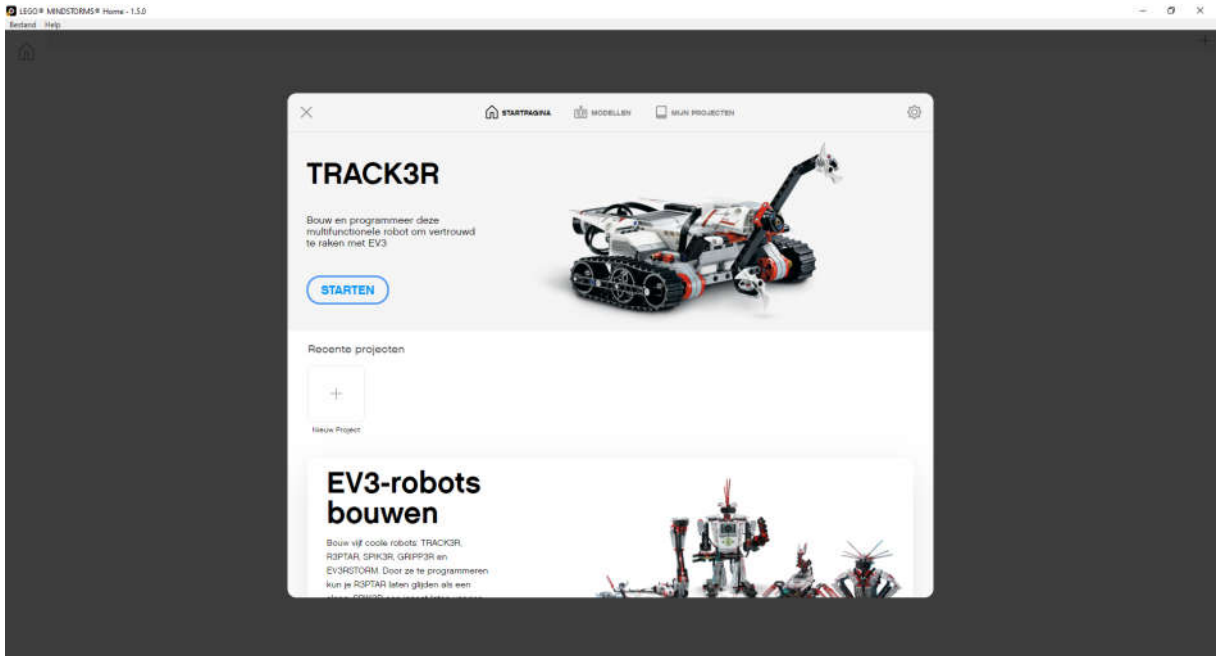 LEGO® MINDSTORMS® Home - 1.5.0
Bestand Help
STARTPAGINA MODELLEN MIJN PROJECTEN
TRACK3R
Bouw en programmeer deze
multifunctionele robot om vertrouwd
te raken met EV3
STARTEN
Recente projecten
Nieuw Project
EV3-robots
bouwen
Bouw vijf coole robots: TRACK3R,
R3PTAR, SPIK3R, GRIPP3R en
EV3RSTORM. Door ze te programmeren
kun je R3PTAR laten glijden als een